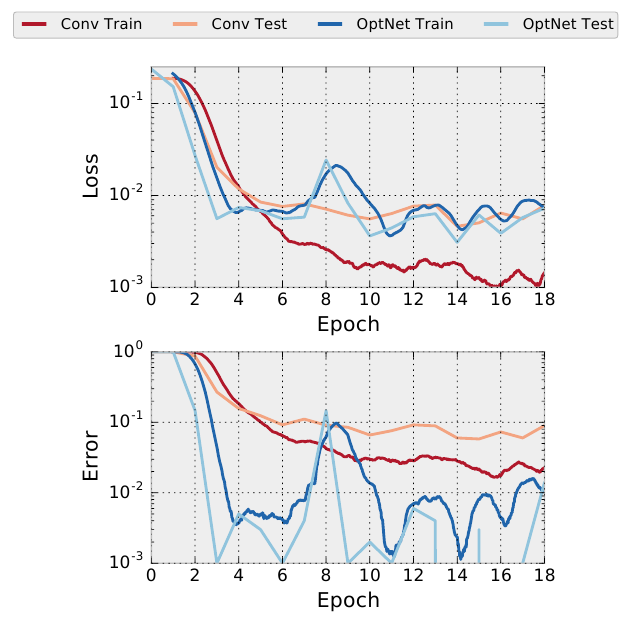 Conv Train Conv Test OptNet Train OptNet Test
10^-1
10^-2
10^-3
Loss
0 2 4 6 8 10 12 14 16 18
Epoch
10^0
10^-1
10^-2
10^-3
Error
0 2 4 6 8 10 12 14 16 18
Epoch